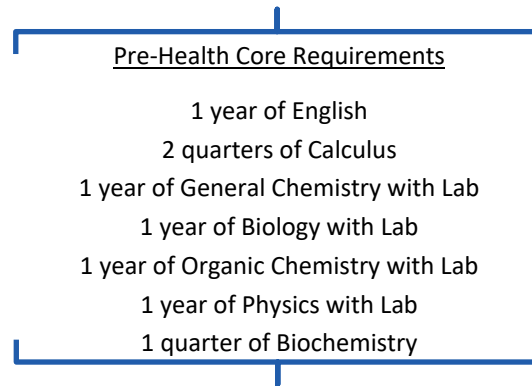 Pre-Health Core Requirements
1 year of English
2 quarters of Calculus
1 year of General Chemistry with Lab
1 year of Biology with Lab
1 year of Organic Chemistry with Lab
1 year of Physics with Lab
1 quarter of Biochemistry